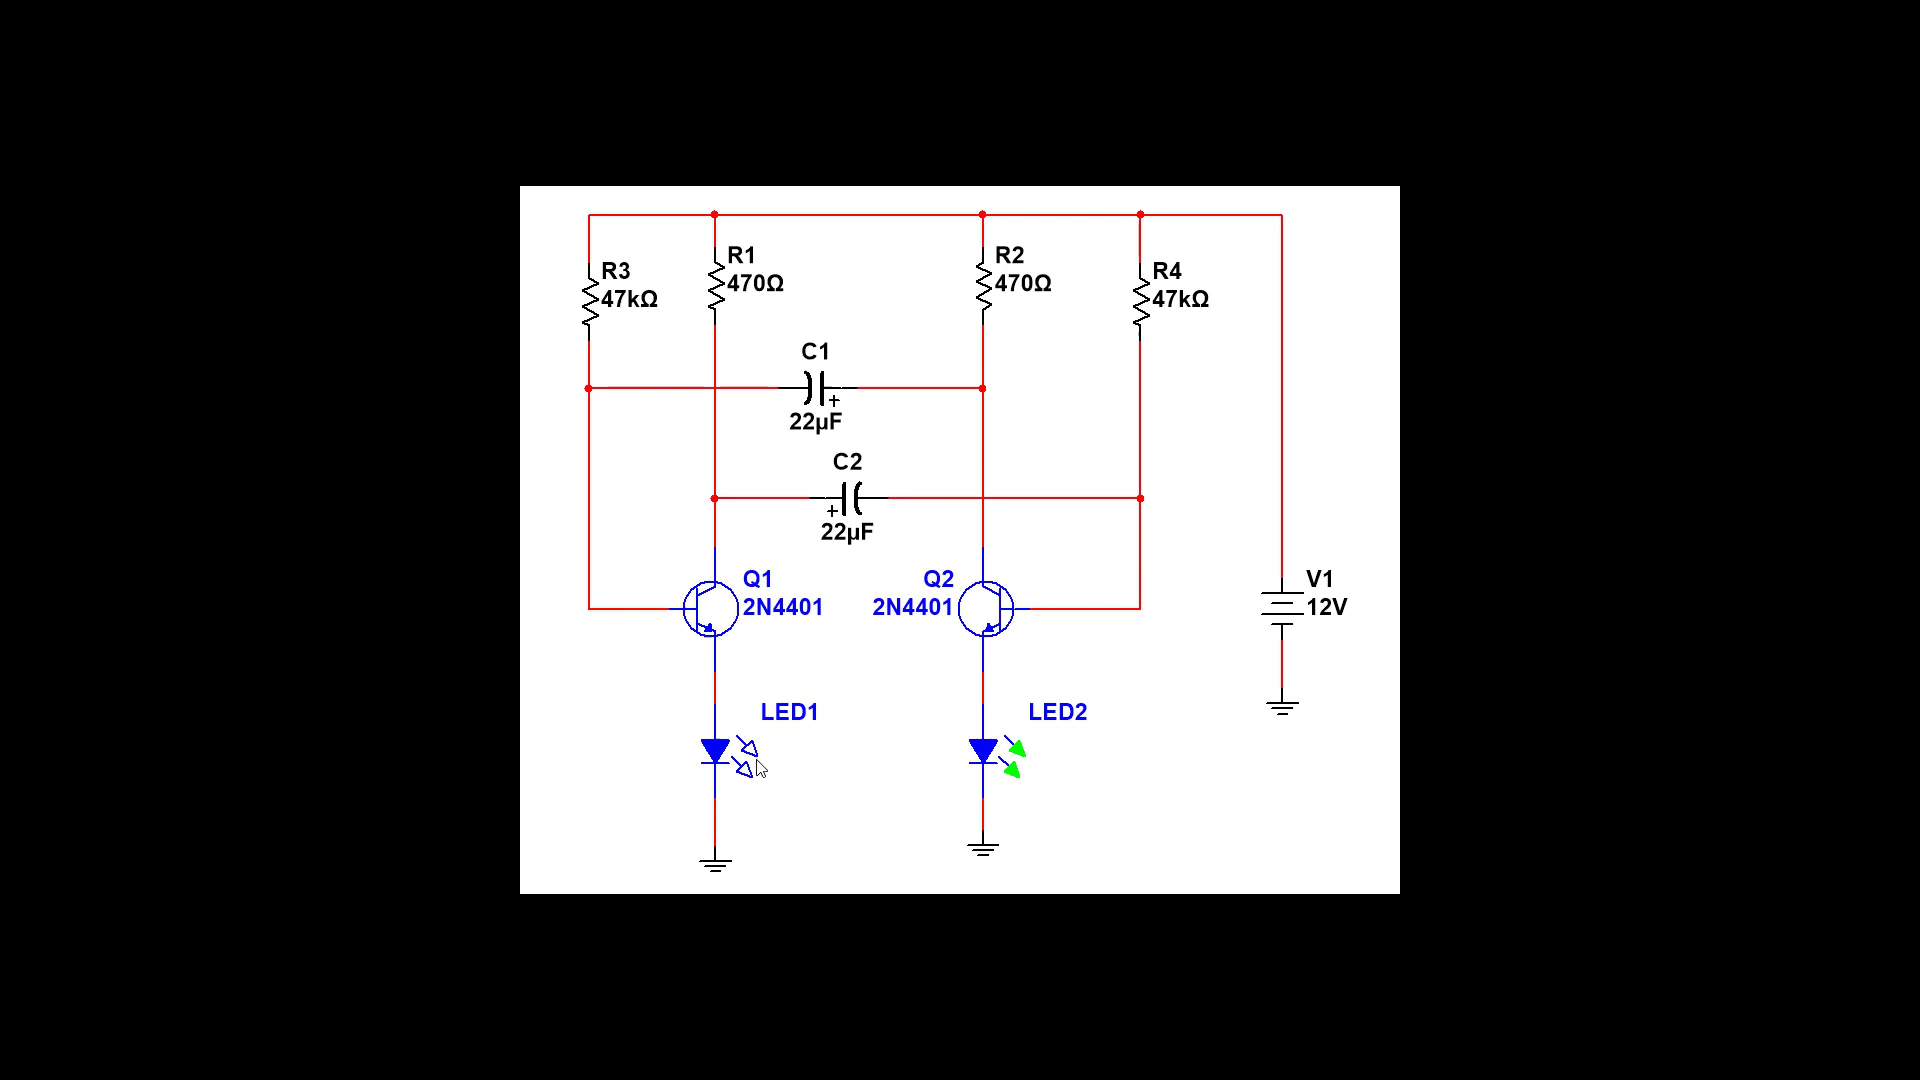 R1
470Ω
R2
470Ω
R3
47kΩ
R4
47kΩ
C1
+
22µF
C2
+
22µF
Q1
2N4401
Q2
2N4401
V1
12V
LED1
LED2